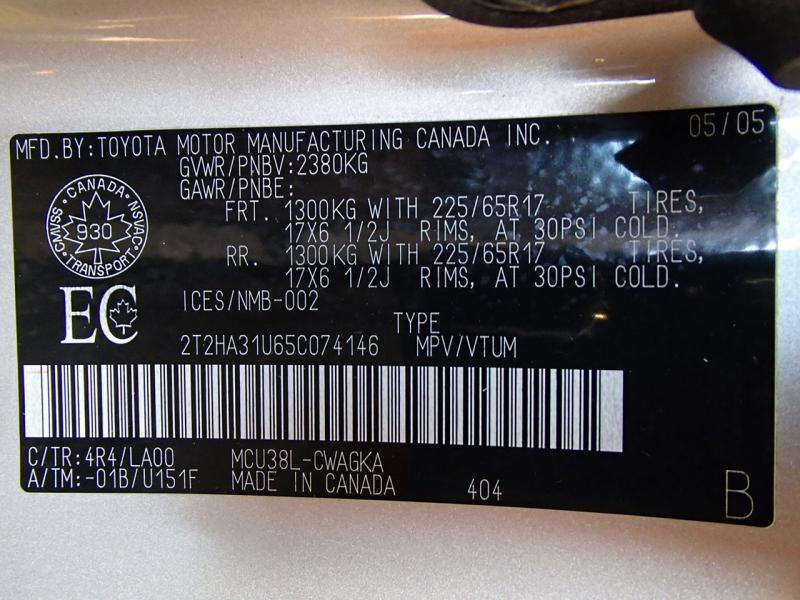 MFD.BY:TOYOTA MOTOR MANUFACTURING CANADA INC. 05/05
GVWR/PNBV:2380KG
GAWR/PNBE:
FRT. 1300KG WITH 225/65R17 TIRES,
17X6 1/2J RIMS, AT 30PSI COLD.
RR. 1300KG WITH 225/65R17 TIRES,
17X6 1/2J RIMS, AT 30PSI COLD.
CANADA
CMVSS NSVAC
930
TRANSPORT
EC
ICES/NMB-002
TYPE
2T2HA31U65C074146 MPV/VTUM
C/TR:4R4/LA00 MCU38L-CWAGKA
A/TM:-01B/U151F MADE IN CANADA 404
B